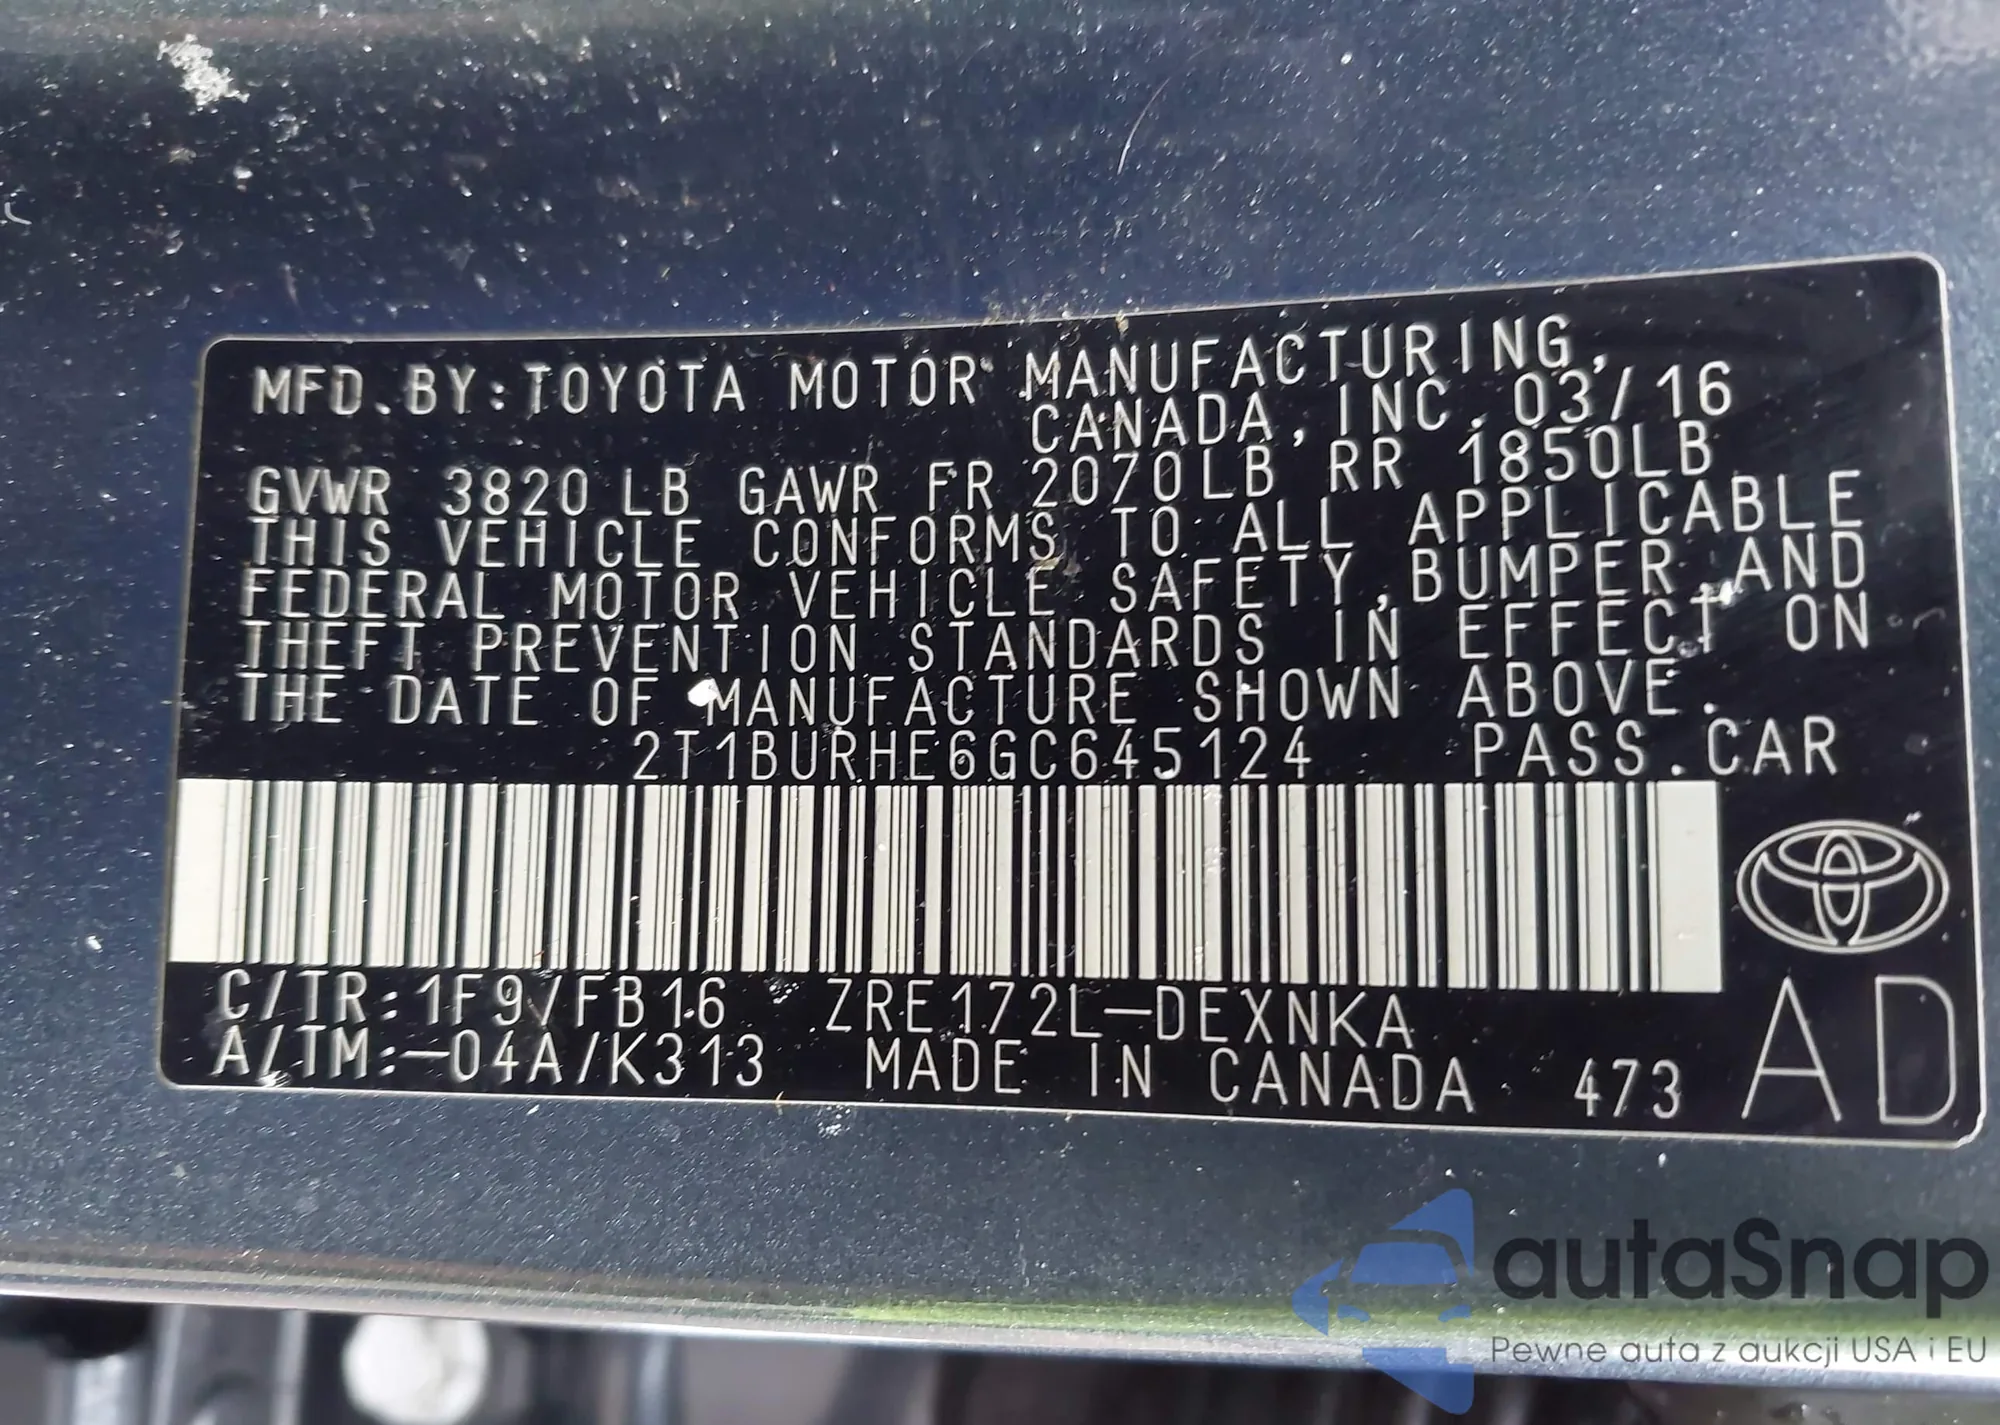 MFD.BY:TOYOTA MOTOR MANUFACTURING,
CANADA, INC. 03/16
GVWR 3820LB GAWR FR 2070LB RR 1850LB
THIS VEHICLE CONFORMS TO ALL APPLICABLE
FEDERAL MOTOR VEHICLE SAFETY, BUMPER, AND
THEFT PREVENTION STANDARDS IN EFFECT ON
THE DATE OF MANUFACTURE SHOWN ABOVE.
2T1BURHE6GC645124 PASS.CAR
C/TR:1F9/FB16 ZRE172L-DEXNKA
A/TM:-04A/K313 MADE IN CANADA 473
AD
autaSnap
Pewne auta z aukcji USA i EU